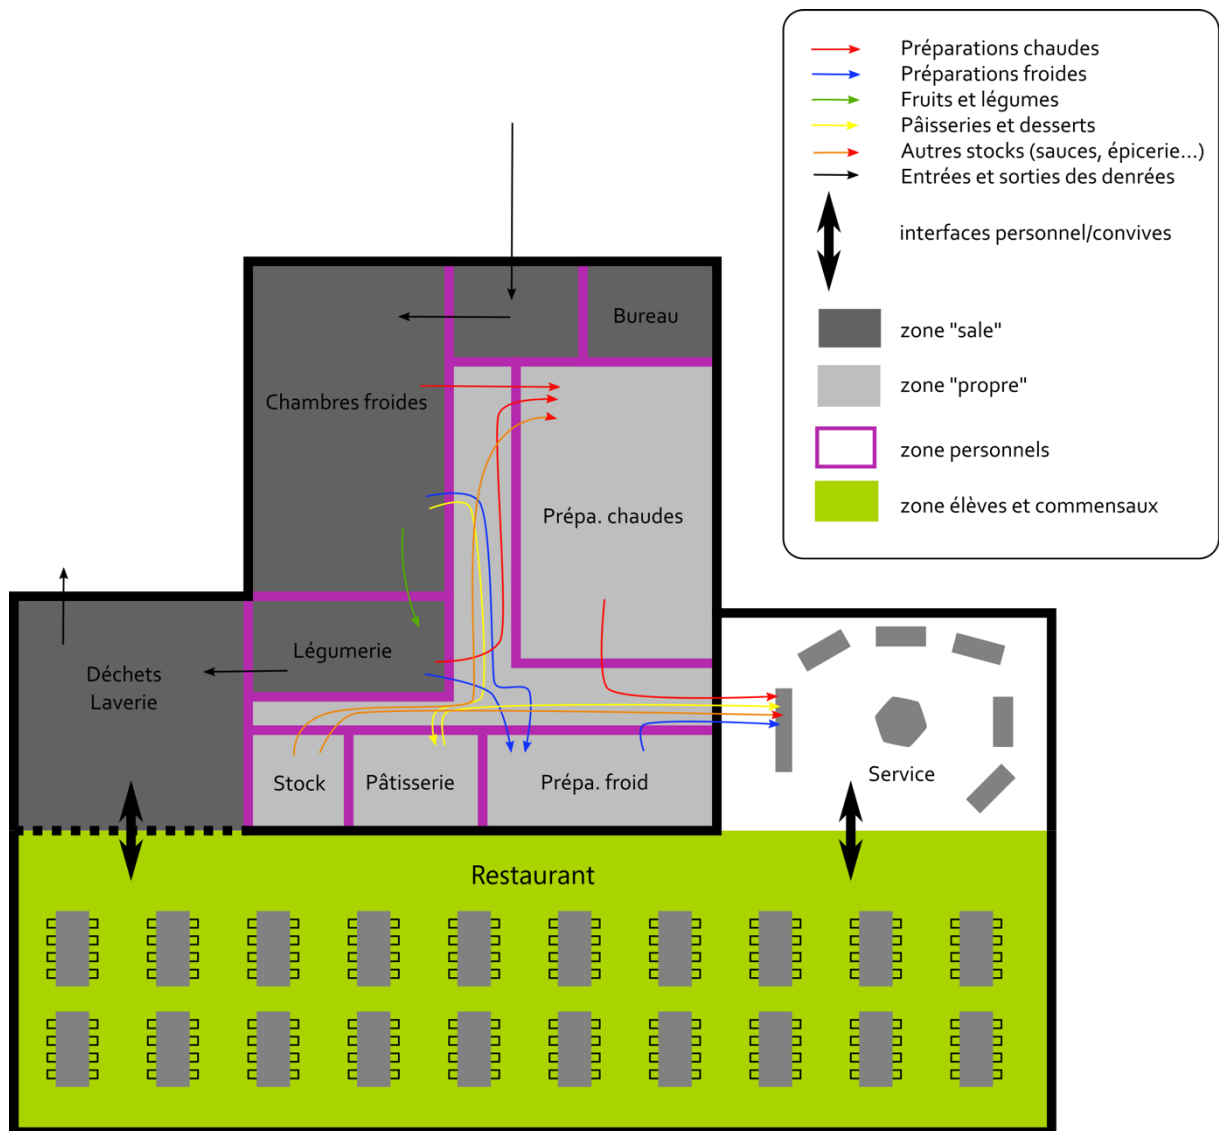 Préparations chaudes
Préparations froides
Fruits et légumes
Pâisseries et desserts
Autres stocks (sauces, épicerie...)
Entrées et sorties des denrées
interfaces personnel/convives
zone "sale"
zone "propre"
zone personnels
zone élèves et commensaux
Bureau
Chambres froides
Prépa. chaudes
Légumerie
Déchets
Laverie
Stock
Pâtisserie
Prépa. froid
Service
Restaurant